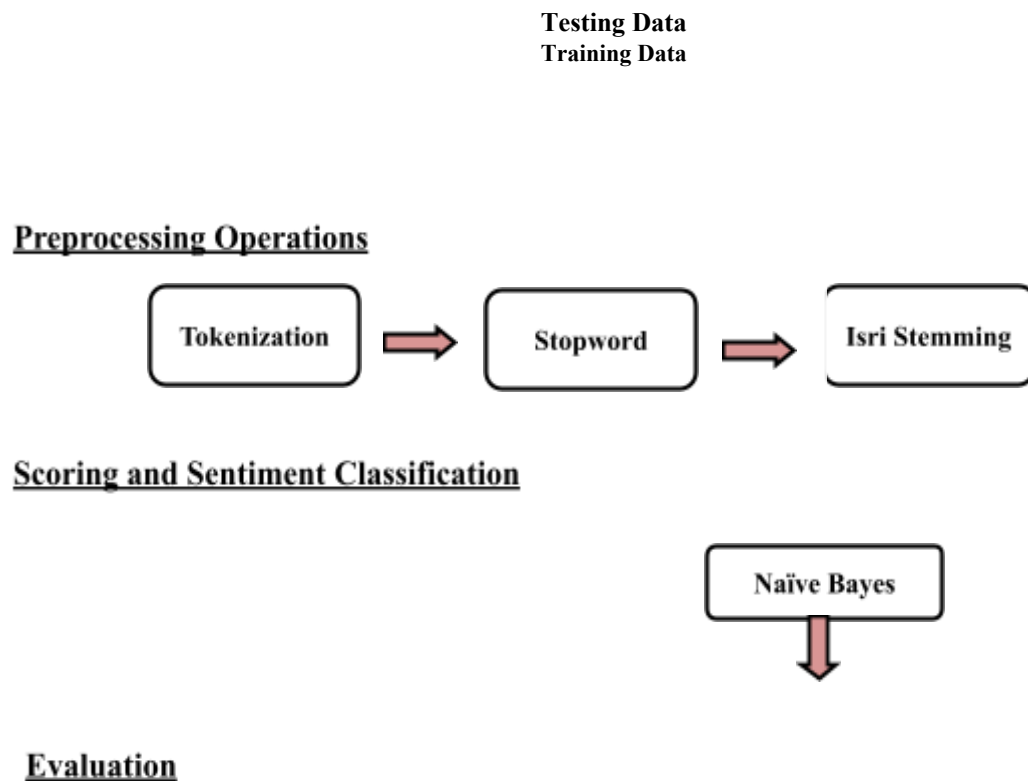 Testing Data
Training Data
Preprocessing Operations
Tokenization
Stopword
Isri Stemming
Scoring and Sentiment Classification
Naïve Bayes
Evaluation